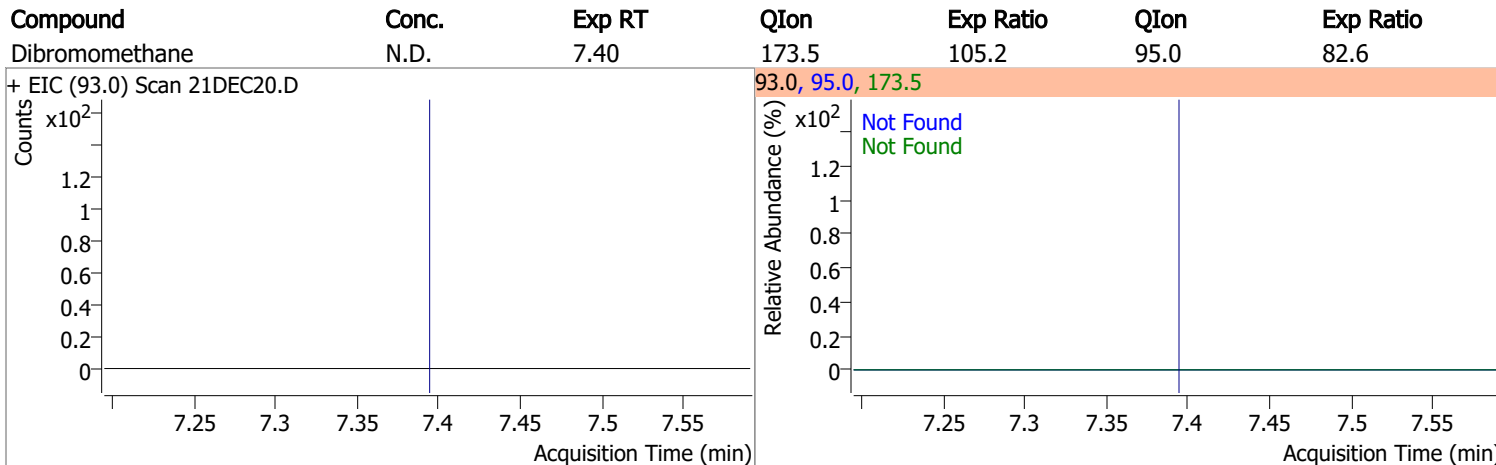 Compound Conc. Exp RT QIon Exp Ratio QIon Exp Ratio
Dibromomethane N.D. 7.40 173.5 105.2 95.0 82.6
+ EIC (93.0) Scan 21DEC20.D
Counts
x10²
1.2
1
0.8
0.6
0.4
0.2
0
7.25 7.3 7.35 7.4 7.45 7.5 7.55
Acquisition Time (min)
93.0, 95.0, 173.5
Relative Abundance (%)
x10²
Not Found
Not Found
1.2
1
0.8
0.6
0.4
0.2
0
7.25 7.3 7.35 7.4 7.45 7.5 7.55
Acquisition Time (min)